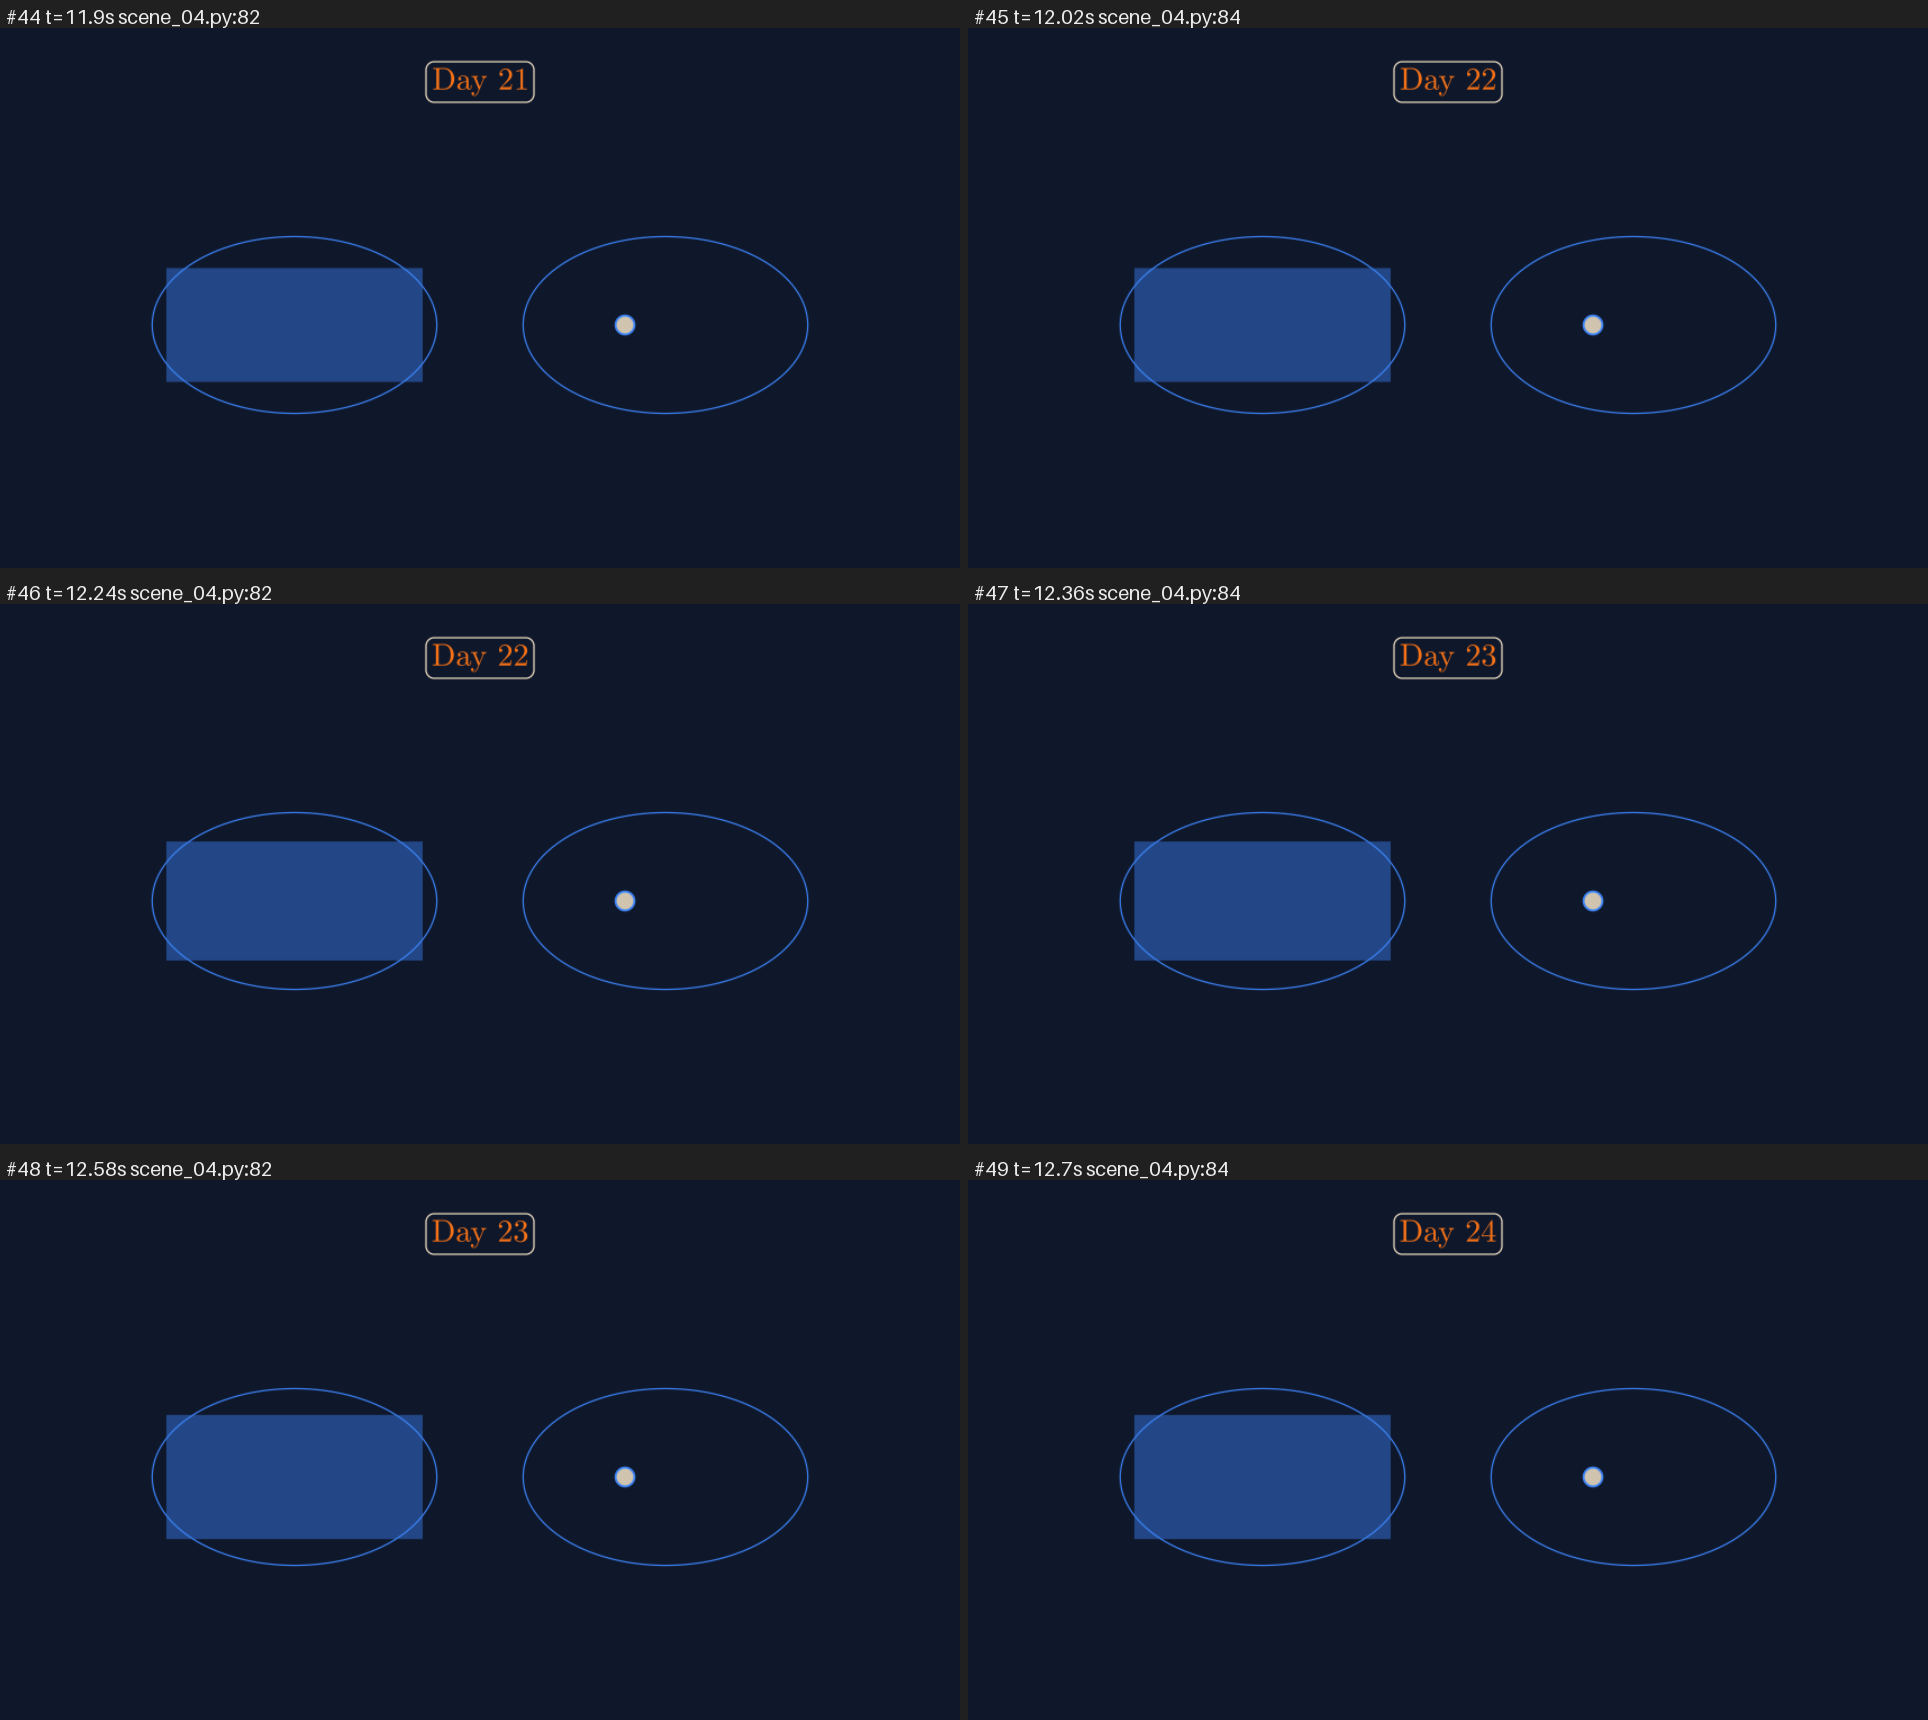 #44 t=11.9s scene_04.py:82
Day 21
#45 t=12.02s scene_04.py:84
Day 22
#46 t=12.24s scene_04.py:82
Day 22
#47 t=12.36s scene_04.py:84
Day 23
#48 t=12.58s scene_04.py:82
Day 23
#49 t=12.7s scene_04.py:84
Day 24